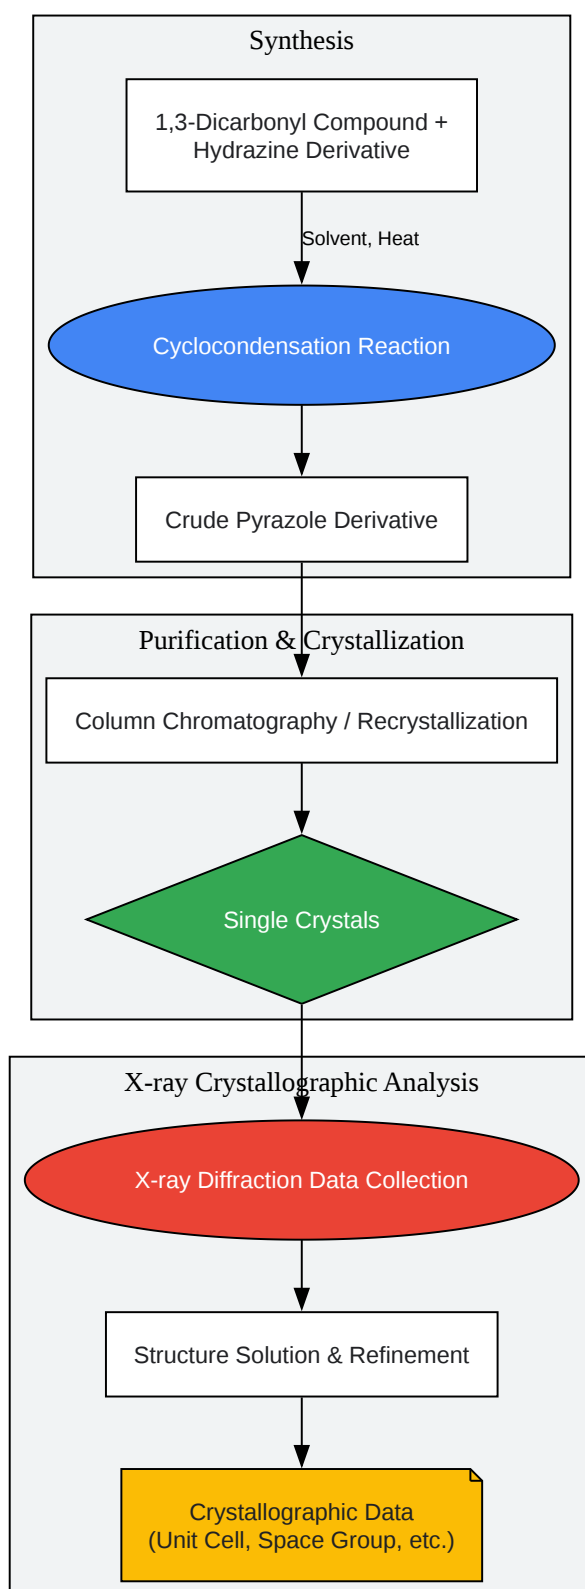 Synthesis
1,3-Dicarbonyl Compound +
Hydrazine Derivative
Solvent, Heat
Cyclocondensation Reaction
Crude Pyrazole Derivative
Purification & Crystallization
Column Chromatography / Recrystallization
Single Crystals
X-ray Crystallographic Analysis
X-ray Diffraction Data Collection
Structure Solution & Refinement
Crystallographic Data
(Unit Cell, Space Group, etc.)